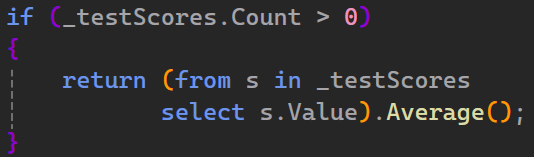 if (_testScores.Count > 0)
{
    return (from s in _testScores
            select s.Value).Average();
}